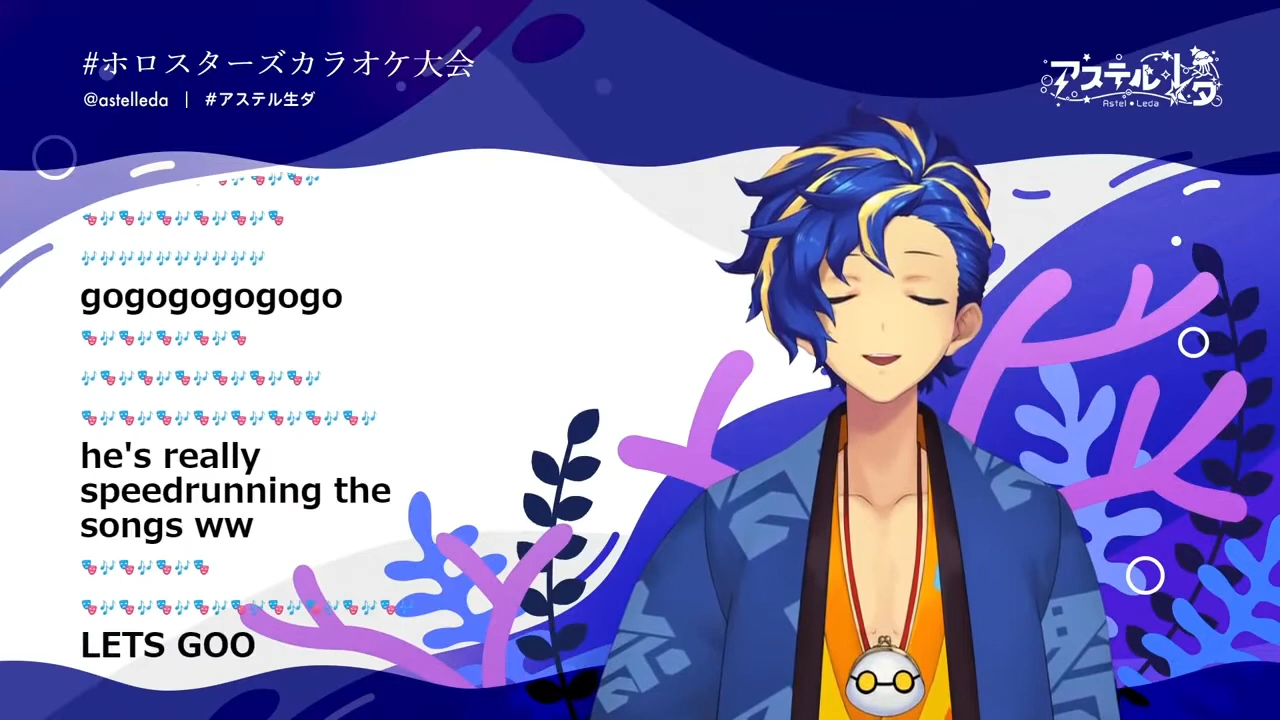 #ホロスターズカラオケ大会
@astelleda | #アステル生ダ
アステル・レダ
Astel • Leda
gogogogogogo
he's really
speedrunning the
songs ww
LETS GOO
祭